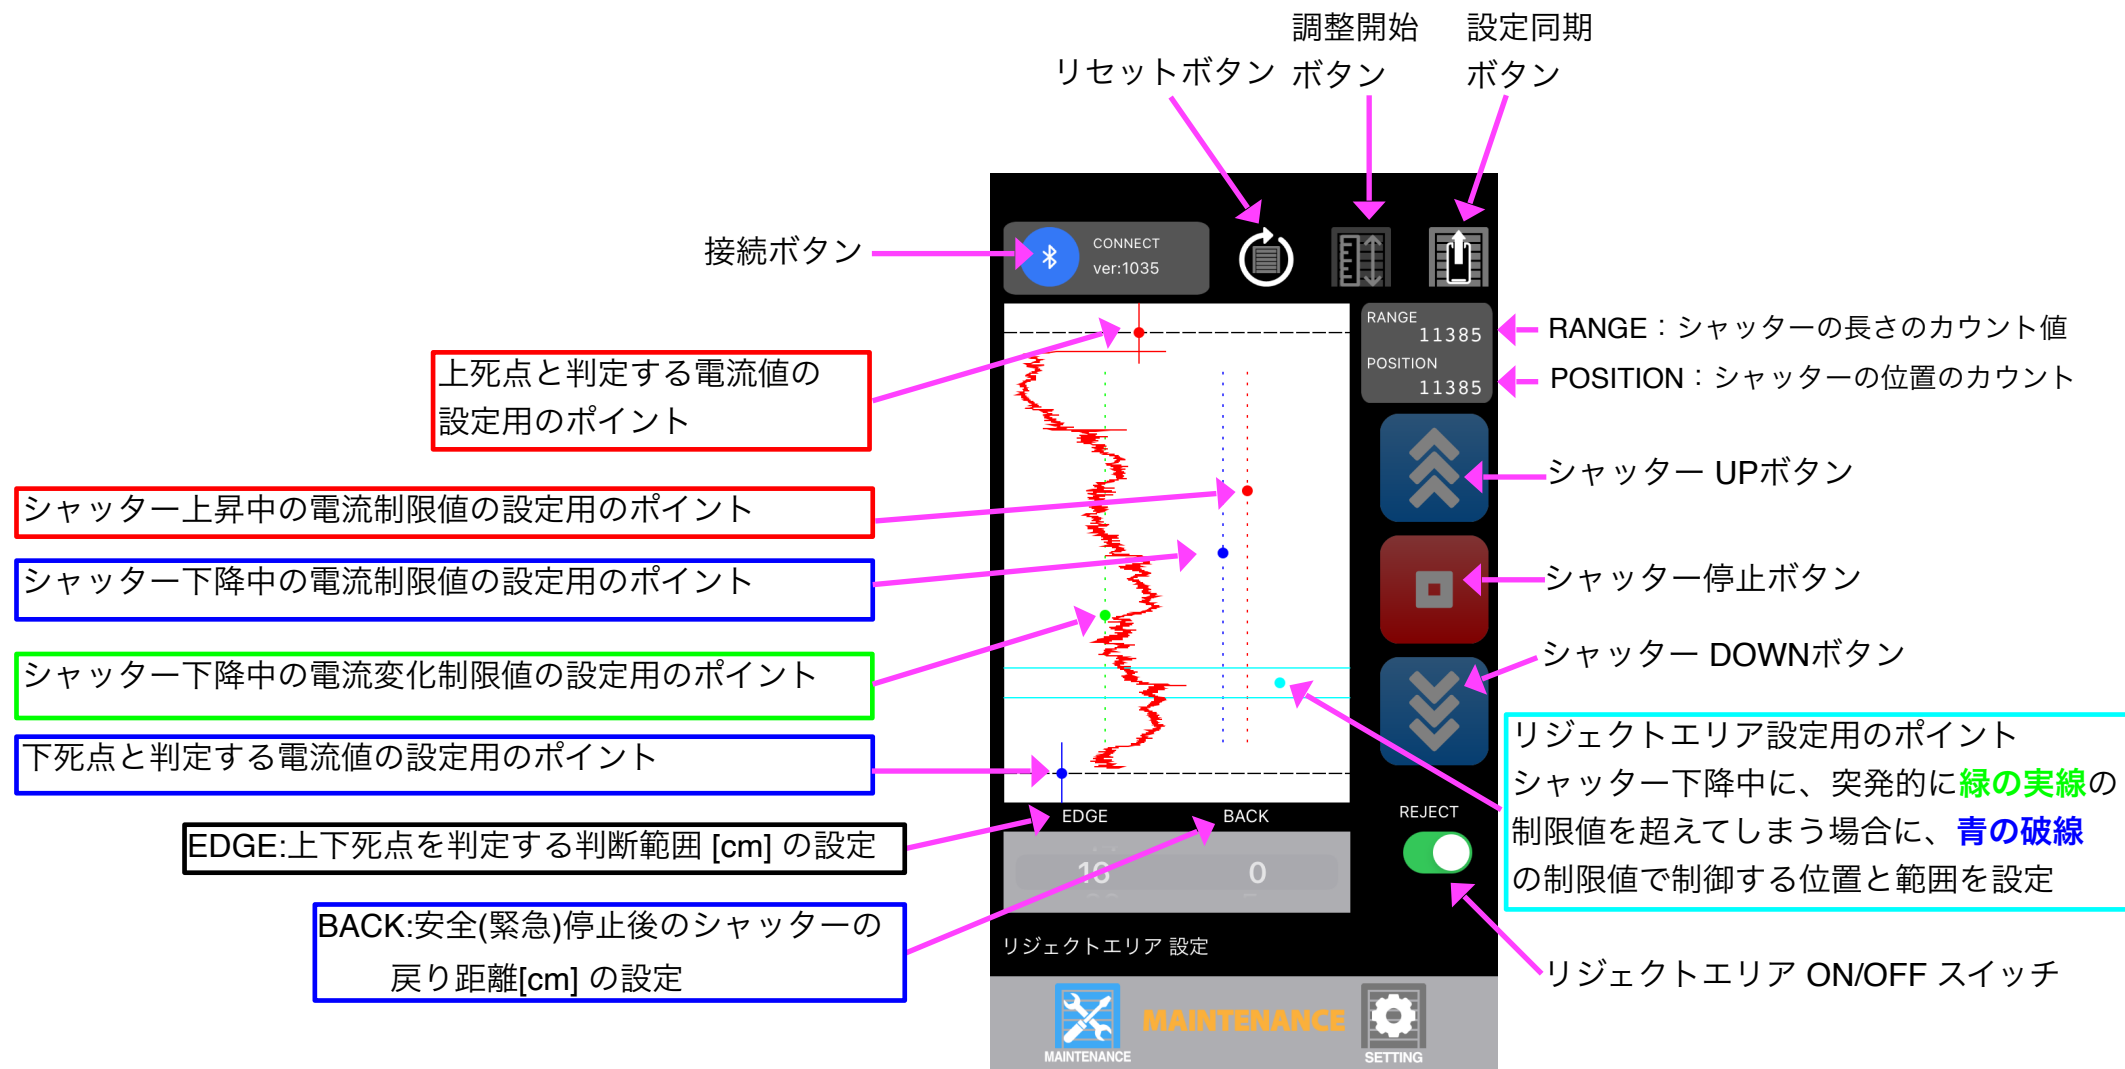 調整開始
ボタン
設定同期
ボタン
リセットボタン
接続ボタン
CONNECT
ver:1035
RANGE
11385
POSITION
11385
RANGE：シャッターの長さのカウント値
POSITION：シャッターの位置のカウント
上死点と判定する電流値の
設定用のポイント
シャッター UPボタン
シャッター上昇中の電流制限値の設定用のポイント
シャッター下降中の電流制限値の設定用のポイント
シャッター停止ボタン
シャッター下降中の電流変化制限値の設定用のポイント
シャッター DOWNボタン
下死点と判定する電流値の設定用のポイント
リジェクトエリア設定用のポイント
シャッター下降中に、突発的に緑の実線の
制限値を超えてしまう場合に、青の破線
の制限値で制御する位置と範囲を設定
EDGE
BACK
REJECT
EDGE:上下死点を判定する判断範囲 [cm] の設定
16
0
BACK:安全(緊急)停止後のシャッターの
戻り距離[cm] の設定
リジェクトエリア 設定
リジェクトエリア ON/OFF スイッチ
MAINTENANCE
MAINTENANCE
SETTING